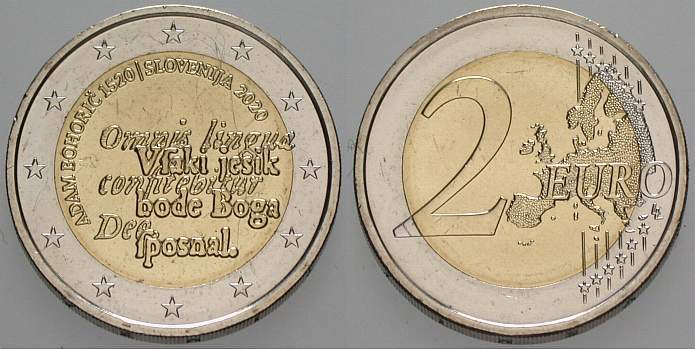 ADAM BOHORIČ 1520 | SLOVENIJA 2020
Omnis lingua
Vſaki jesik
confitebitur
bode Boga
Deo
ſposnal.
2 EURO